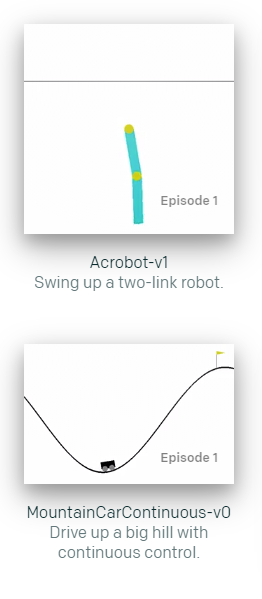 Episode 1
Acrobot-v1
Swing up a two-link robot.
Episode 1
MountainCarContinuous-v0
Drive up a big hill with
continuous control.